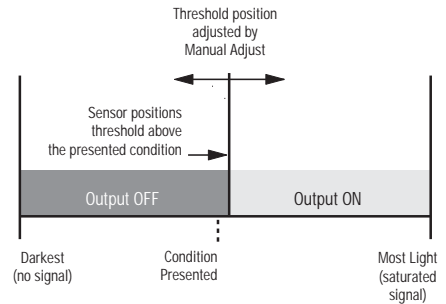 Threshold position
adjusted by
Manual Adjust
Sensor positions
threshold above
the presented condition
Output OFF
Output ON
Darkest
(no signal)
Condition
Presented
Most Light
(saturated
signal)